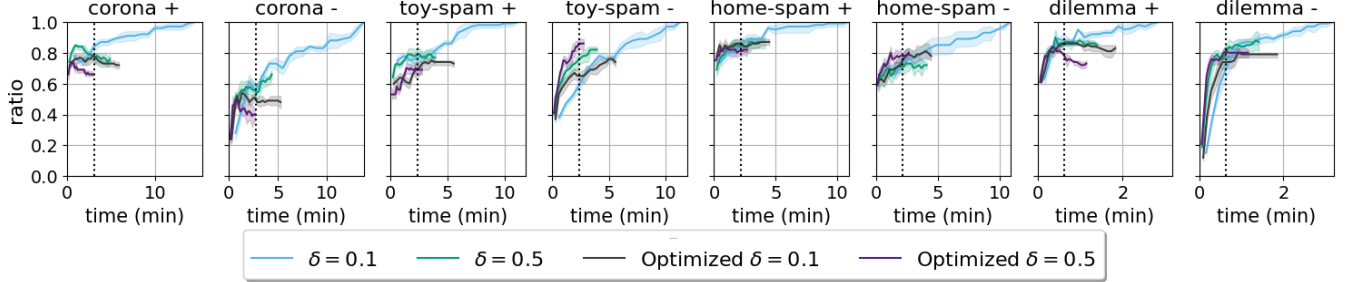 corona + corona - toy-spam + toy-spam - home-spam + home-spam - dilemma + dilemma -
1.0
0.8
0.6
0.4
0.2
0.0
ratio
0 10 0 5 10 0 5 10 0 5 10 0 5 10 0 5 10 0 2 0 2
time (min) time (min) time (min) time (min) time (min) time (min) time (min) time (min)
δ = 0.1 δ = 0.5 Optimized δ = 0.1 Optimized δ = 0.5